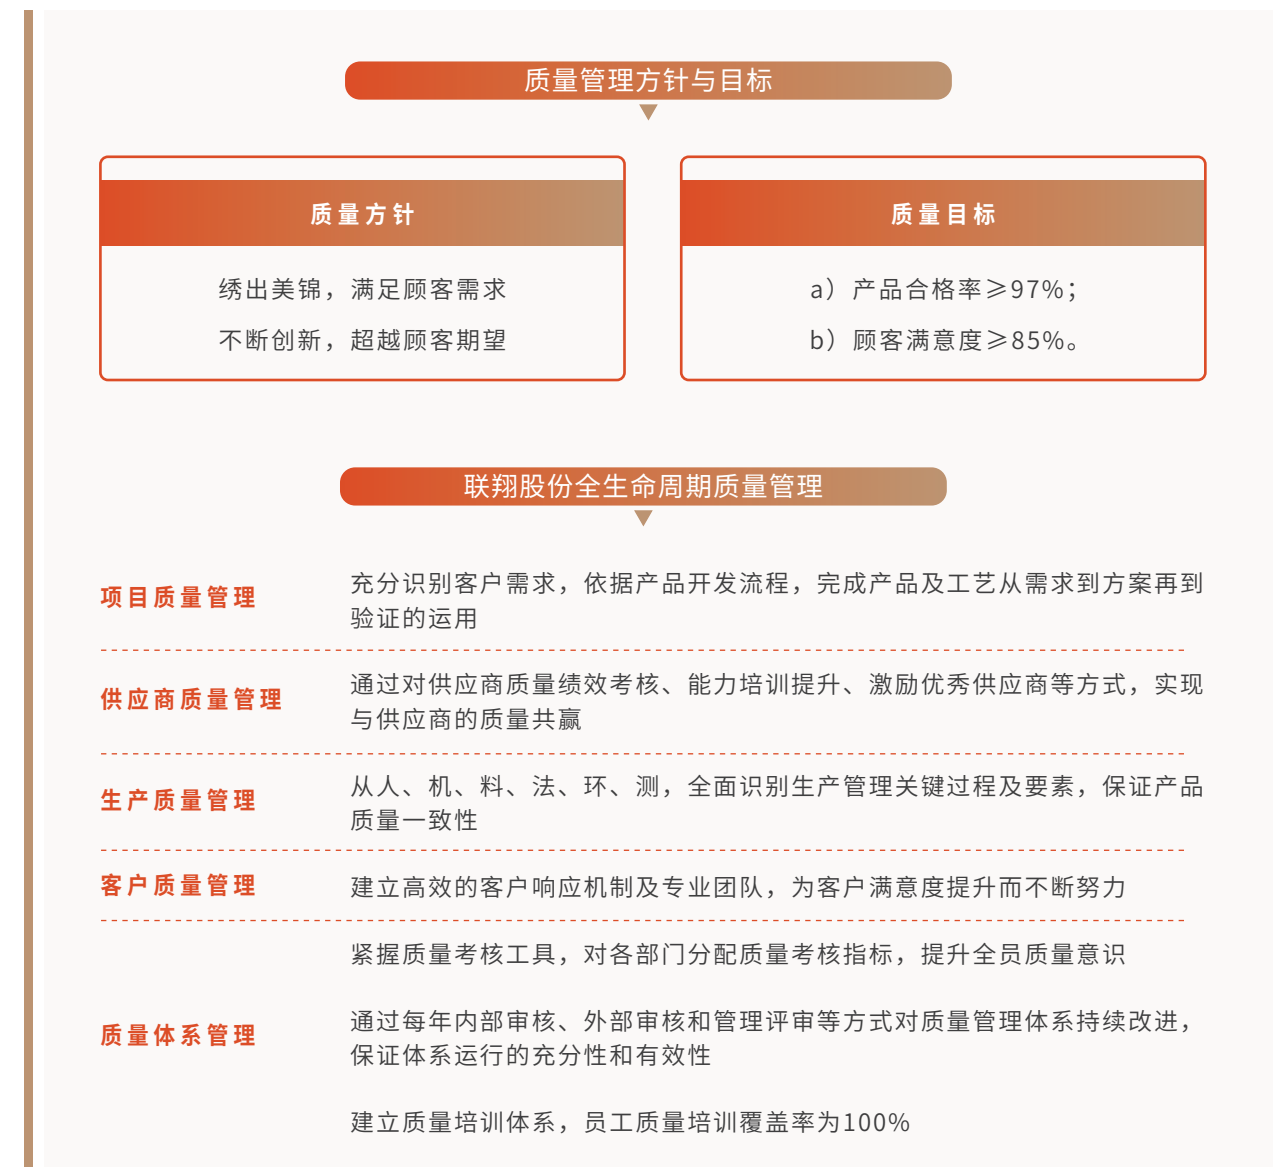 质量管理方针与目标
质量方针
绣出美锦，满足顾客需求
不断创新，超越顾客期望
质量目标
a）产品合格率≥97%；
b）顾客满意度≥85%。
联翔股份全生命周期质量管理
项目质量管理
充分识别客户需求，依据产品开发流程，完成产品及工艺从需求到方案再到
验证的运用
供应商质量管理
通过对供应商质量绩效考核、能力培训提升、激励优秀供应商等方式，实现
与供应商的质量共赢
生产质量管理
从人、机、料、法、环、测，全面识别生产管理关键过程及要素，保证产品
质量一致性
客户质量管理
建立高效的客户响应机制及专业团队，为客户满意度提升而不断努力
质量体系管理
紧握质量考核工具，对各部门分配质量考核指标，提升全员质量意识
通过每年内部审核、外部审核和管理评审等方式对质量管理体系持续改进，
保证体系运行的充分性和有效性
建立质量培训体系，员工质量培训覆盖率为100%